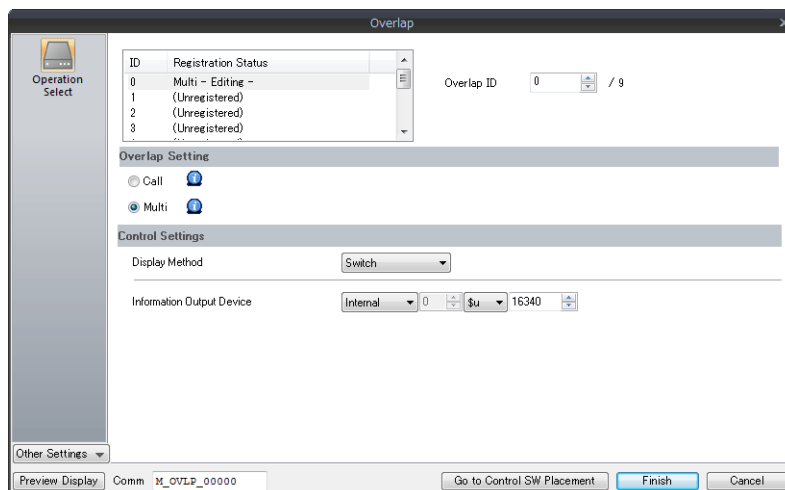 Overlap
Operation
Select
ID Registration Status
0 Multi - Editing -
1 (Unregistered)
2 (Unregistered)
3 (Unregistered)
Overlap ID 0 / 9
Overlap Setting
Call
Multi
Control Settings
Display Method Switch
Information Output Device Internal 0 $u 16340
Other Settings
Preview Display Comm M_OVLP_00000 Go to Control SW Placement Finish Cancel